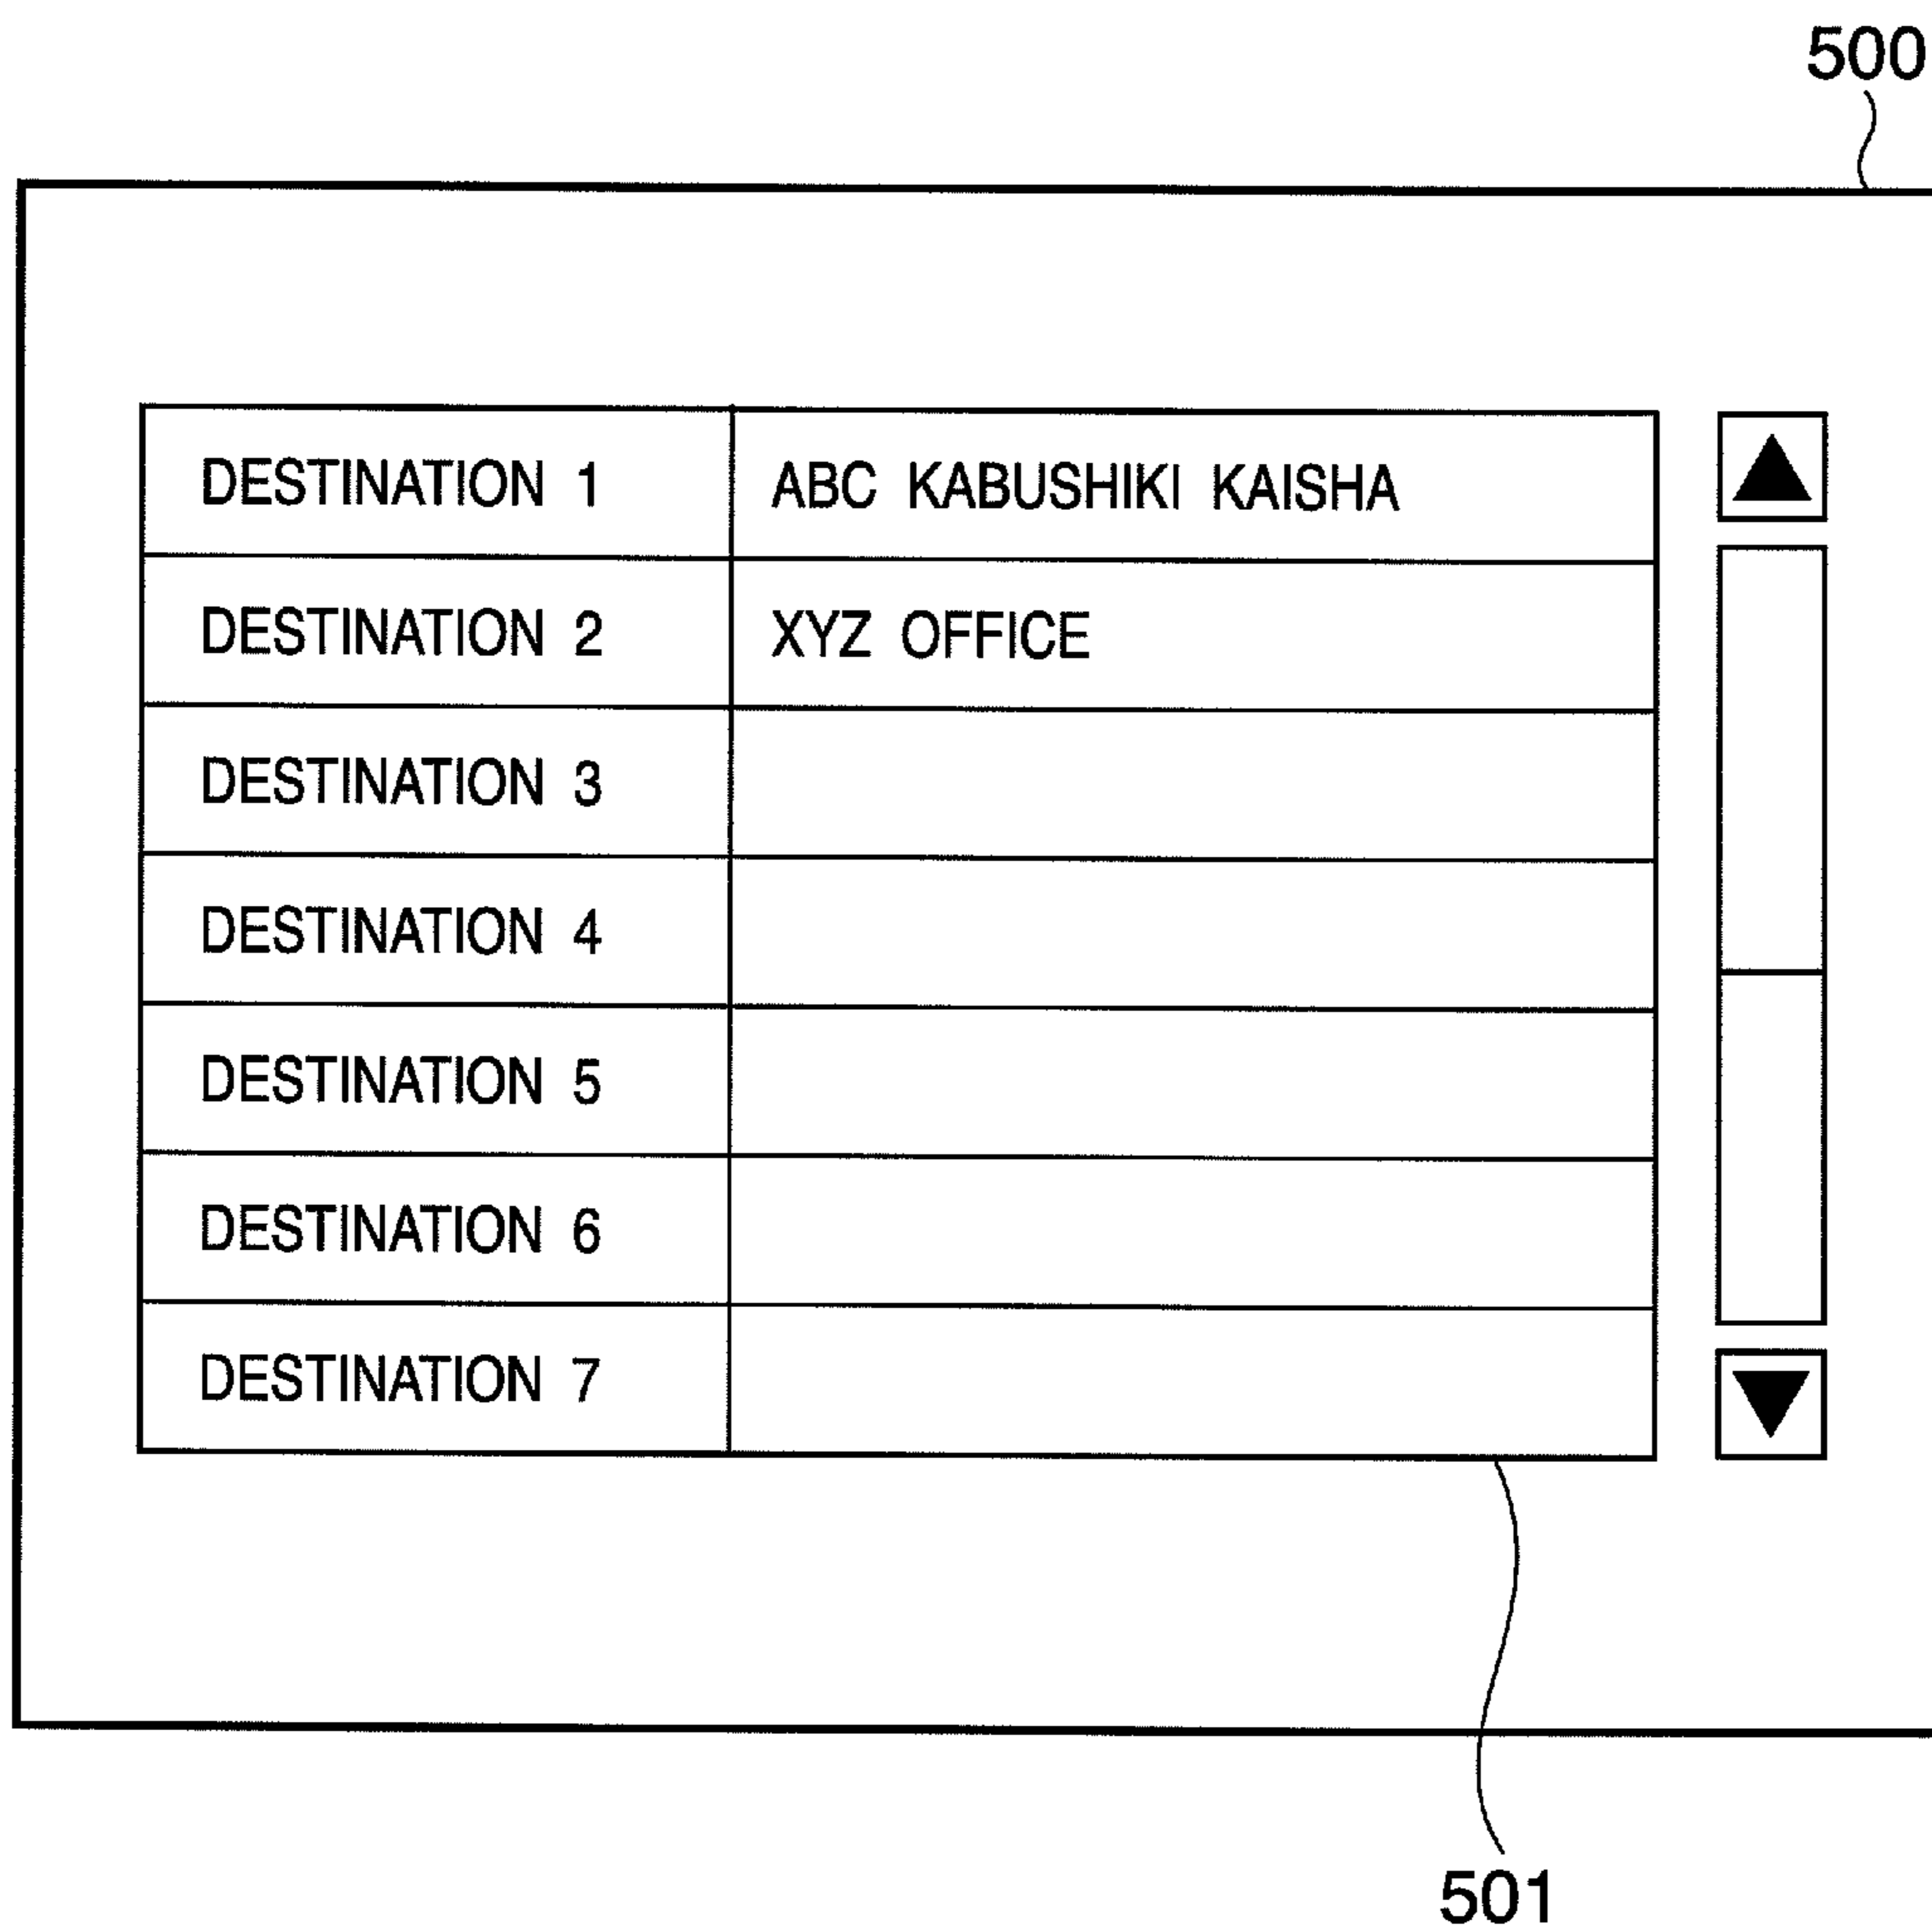 500
DESTINATION 1 ABC KABUSHIKI KAISHA
DESTINATION 2 XYZ OFFICE
DESTINATION 3
DESTINATION 4
DESTINATION 5
DESTINATION 6
DESTINATION 7
501